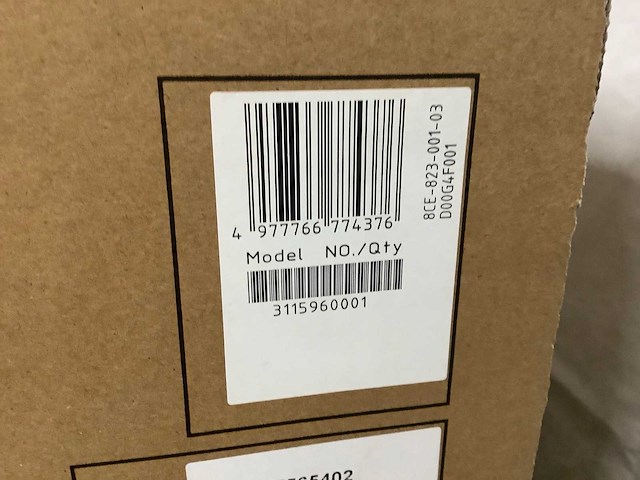 4 977766 774376
Model NO./Qty
3115960001
8CE-823-001-03
D00G4F001